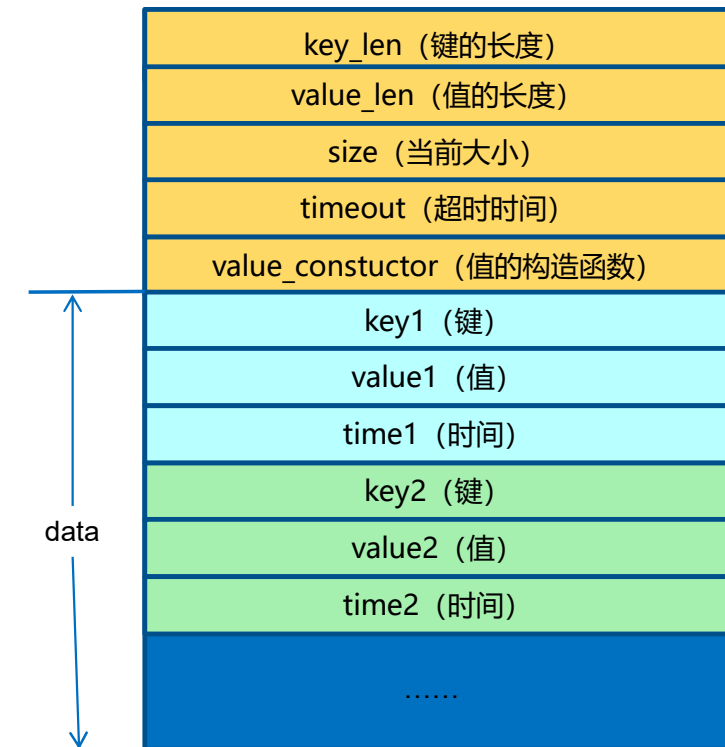 key_len（键的长度）
value_len（值的长度）
size（当前大小）
timeout（超时时间）
value_constuctor（值的构造函数）
key1（键）
value1（值）
time1（时间）
key2（键）
data
value2（值）
time2（时间）
……